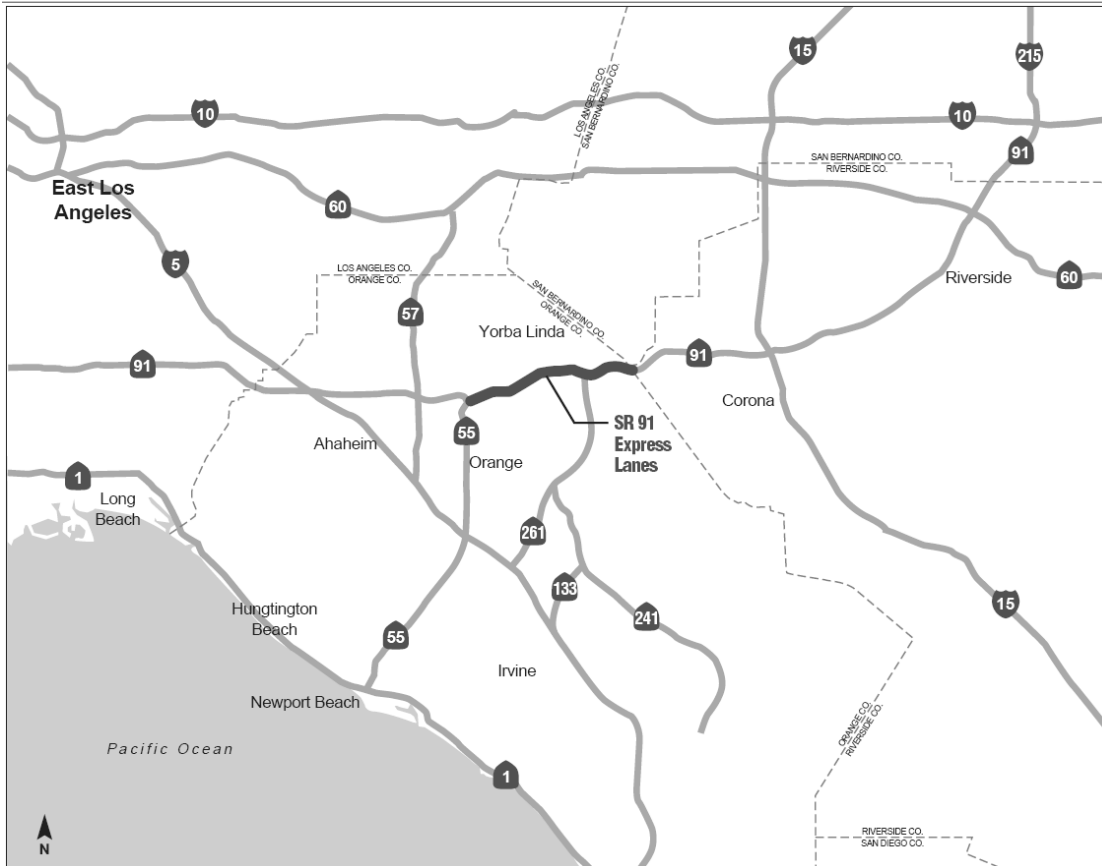 15
215
LOS ANGELES CO.
SAN BERNARDINO CO.
10
10
91
SAN BERNARDINO CO.
RIVERSIDE CO.
East Los
Angeles
60
5
LOS ANGELES CO.
ORANGE CO.
Riverside
60
57
SAN BERNARDINO CO.
ORANGE CO.
Yorba Linda
91
91
Corona
SR 91
Express
Lanes
55
Ahaheim
Orange
1
Long
Beach
261
133
241
15
Hungtington
Beach
55
Irvine
Newport Beach
ORANGE CO.
RIVERSIDE CO.
Pacific Ocean
1
N
RIVERSIDE CO.
SAN DIEGO CO.